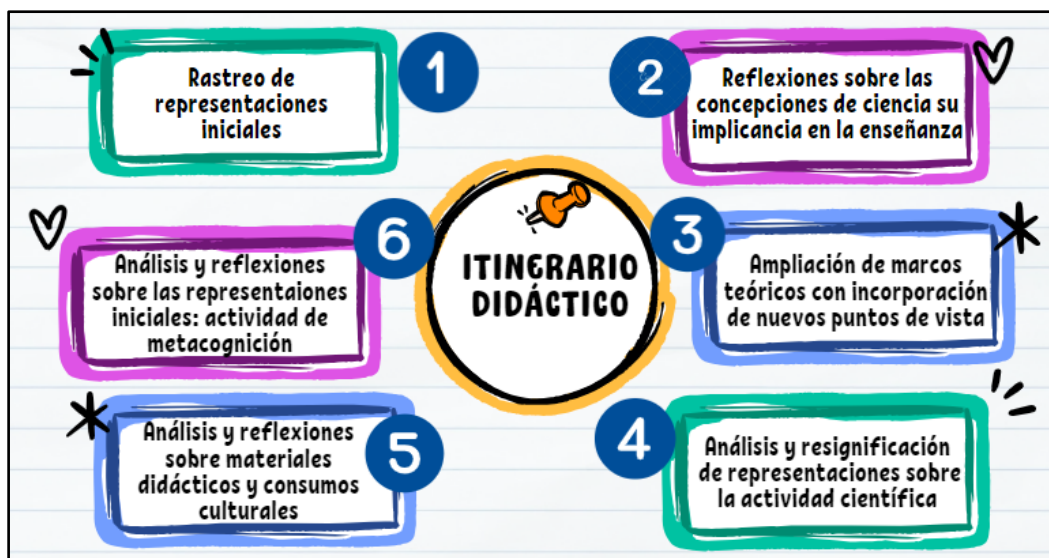 1
Rastreo de
representaciones
iniciales
2
Reflexiones sobre las
concepciones de ciencia su
implicancia en la enseñanza
ITINERARIO
DIDÁCTICO
3
Ampliación de marcos
teóricos con incorporación
de nuevos puntos de vista
4
Análisis y resignificación
de representaciones sobre
la actividad científica
5
Análisis y reflexiones
sobre materiales
didácticos y consumos
culturales
6
Análisis y reflexiones
sobre las representaiones
iniciales: actividad de
metacognición